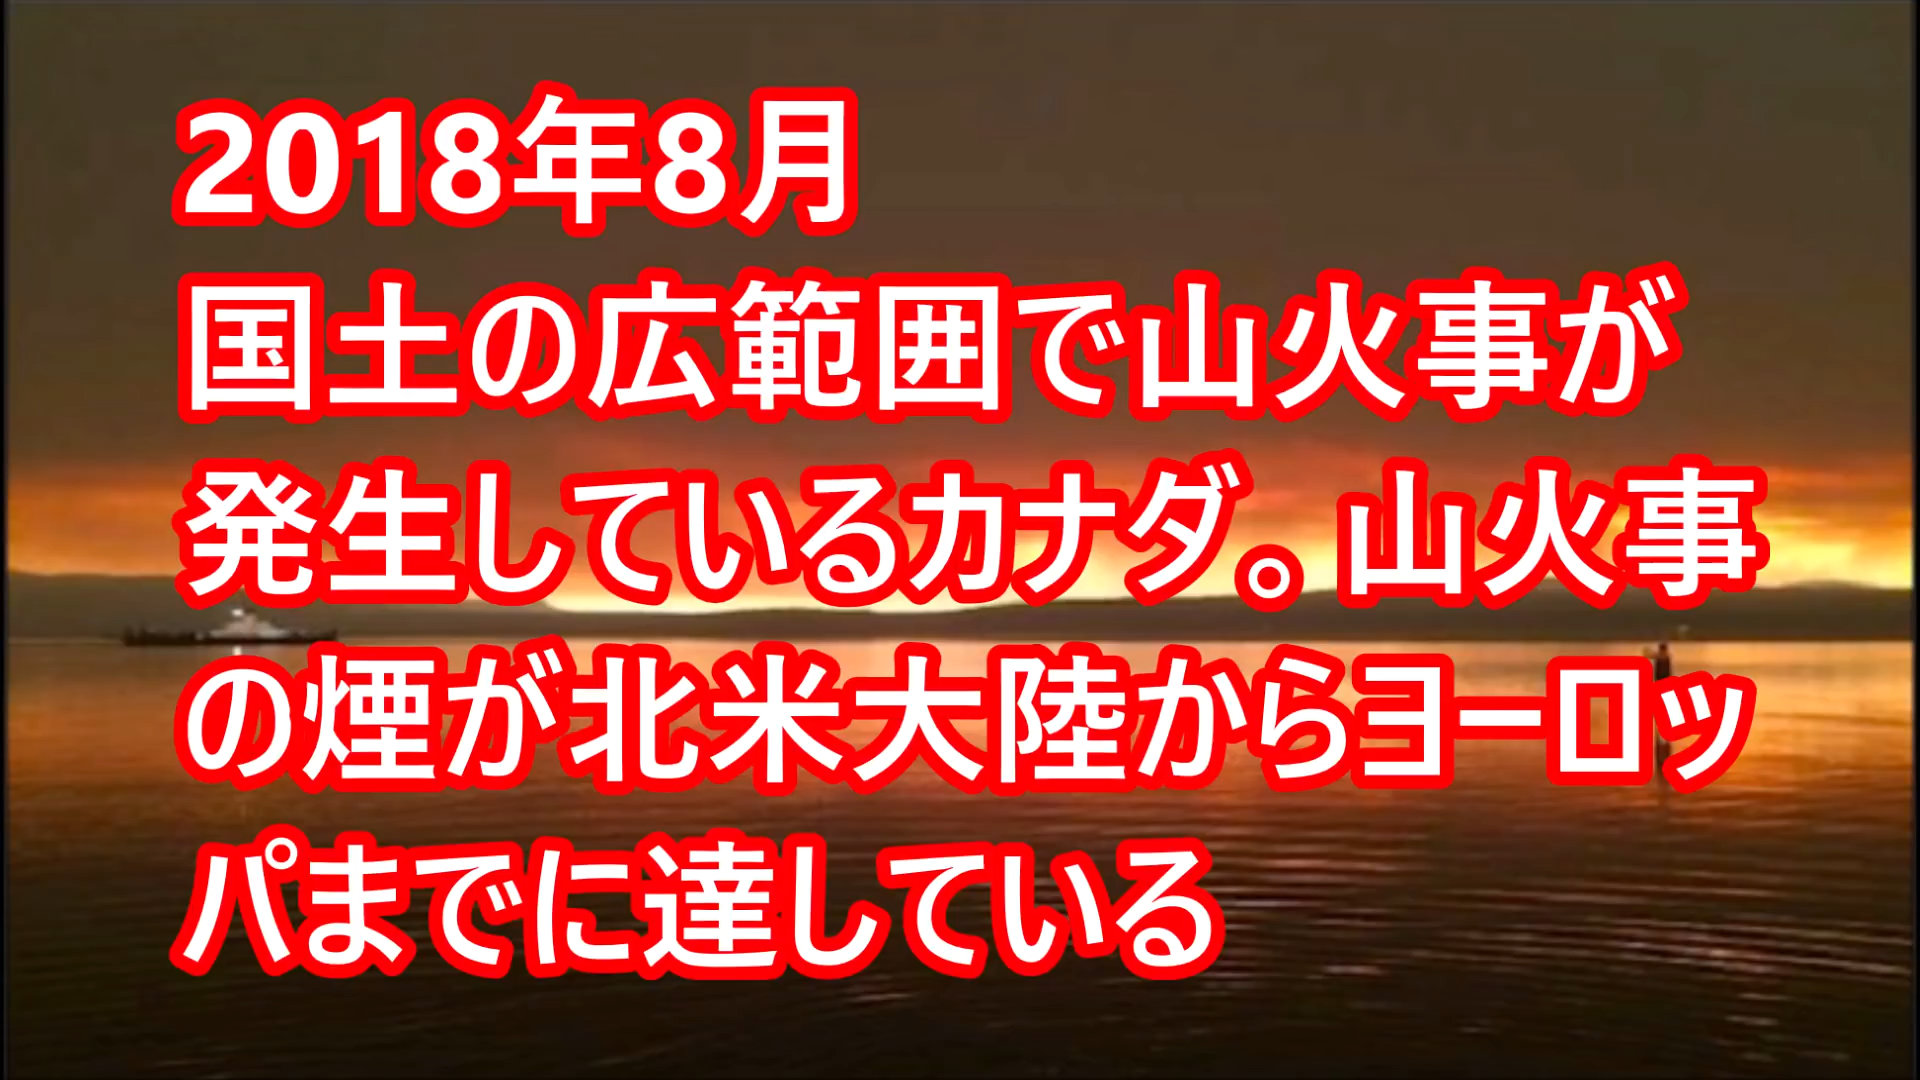 2018年8月
国土の広範囲で山火事が
発生しているカナダ。山火事
の煙が北米大陸からヨーロッ
パまでに達している